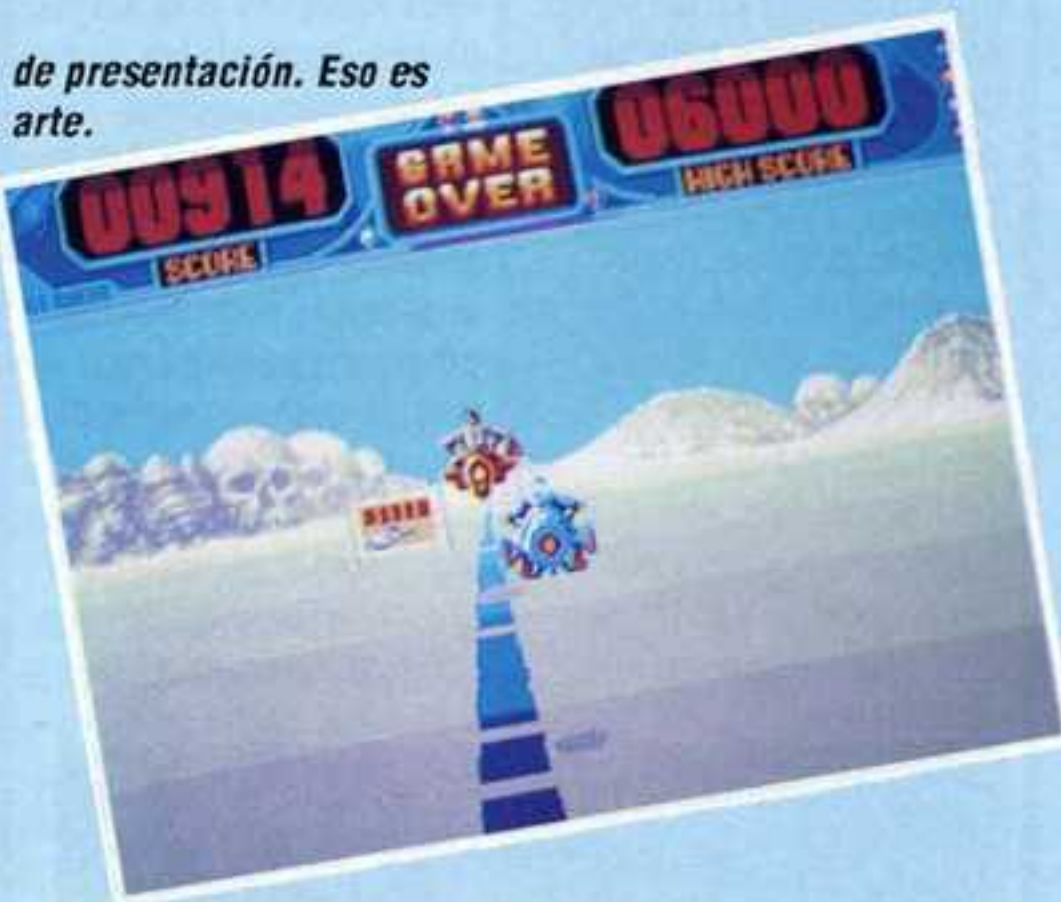 de presentación. Eso es
arte.
00914
GAME
OVER
06000
SCORE
HIGH SCORE